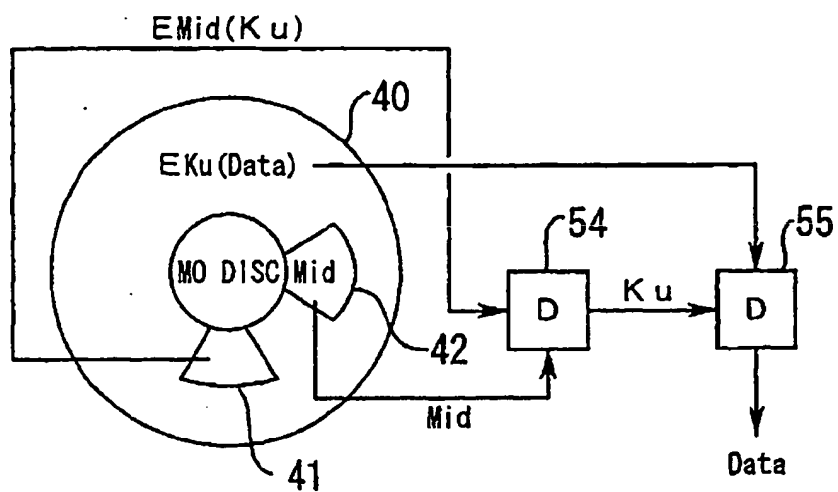 EMid(Ku)
40
EKu(Data)
54
55
MO DISC
Mid
D
Ku
D
42
Mid
41
Data